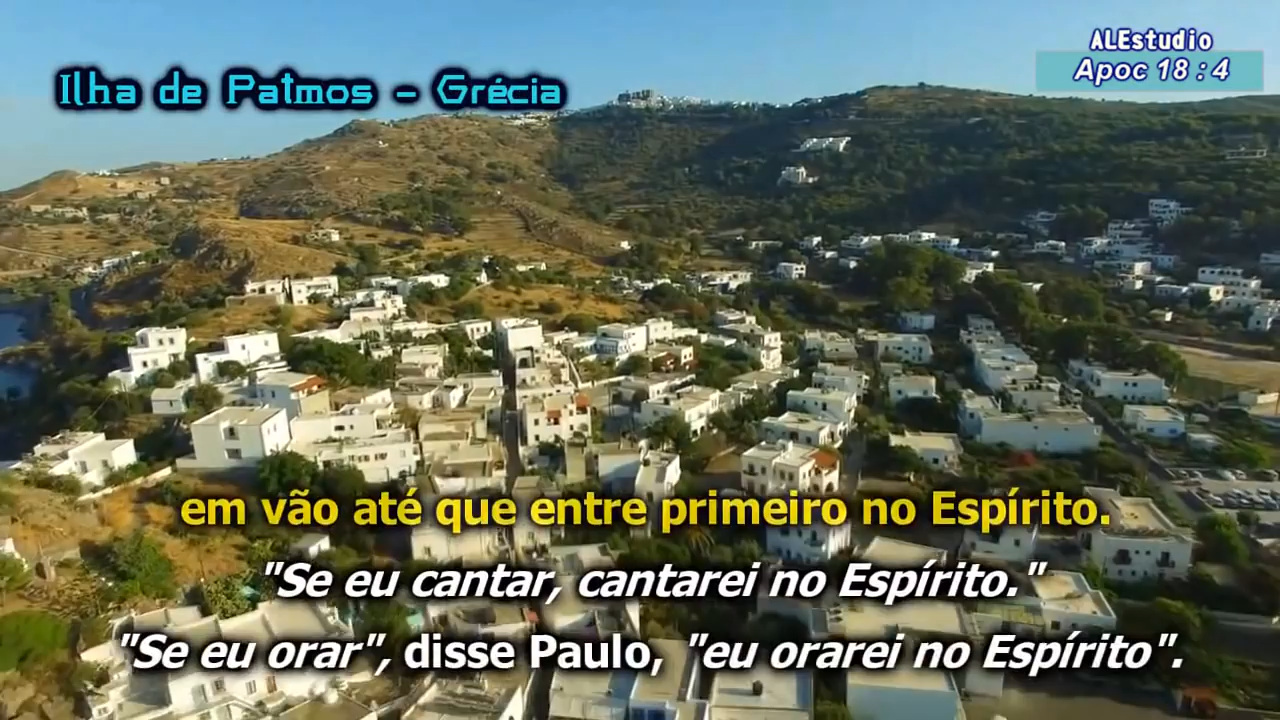 ALEstudio
Apoc 18 : 4
Ilha de Patmos - Grécia
em vão até que entre primeiro no Espírito.
"Se eu cantar, cantarei no Espírito."
"Se eu orar", disse Paulo, "eu orarei no Espírito".